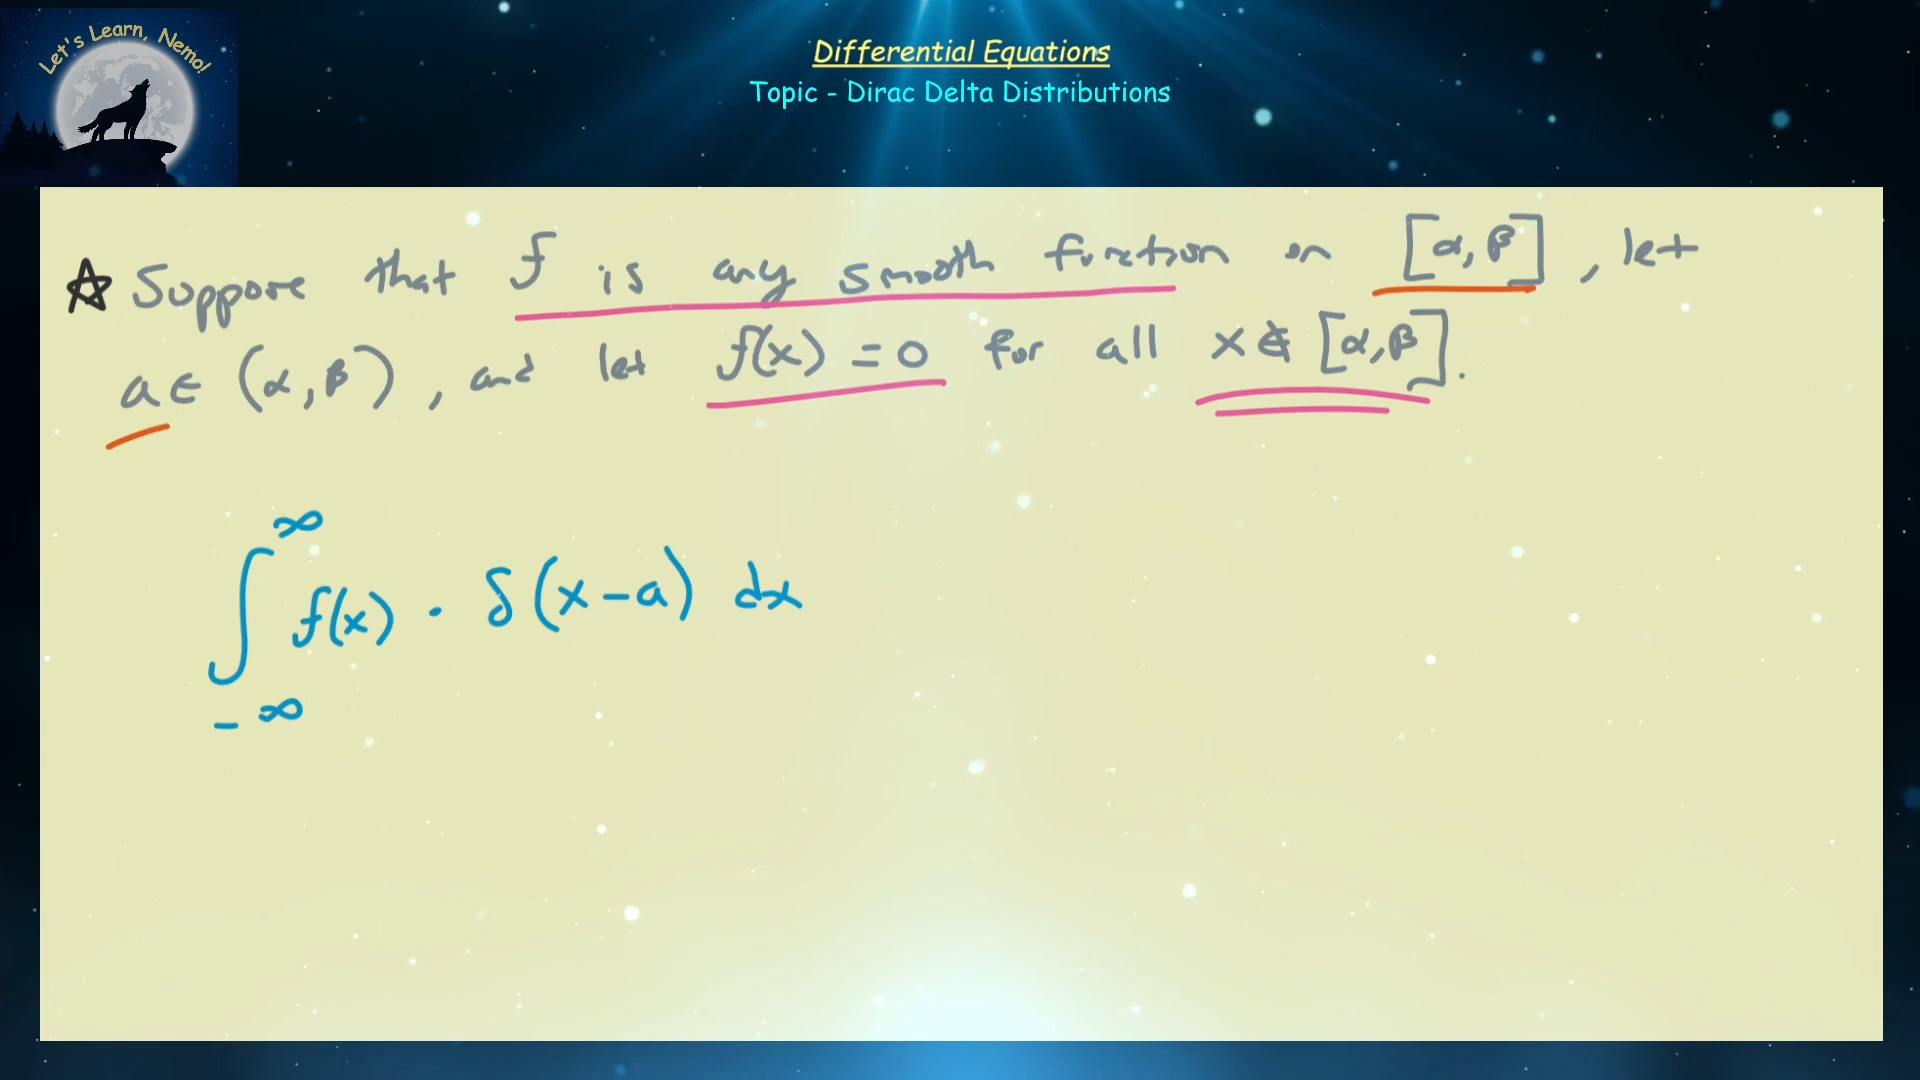 Let's Learn, Nemo!
Differential Equations
Topic - Dirac Delta Distributions
☆ Suppose that f is any smooth function on [α, β], let
a ∈ (α, β), and let f(x) = 0 for all x ∉ [α, β].
∫_{-∞}^{∞} f(x) · δ(x-a) dx